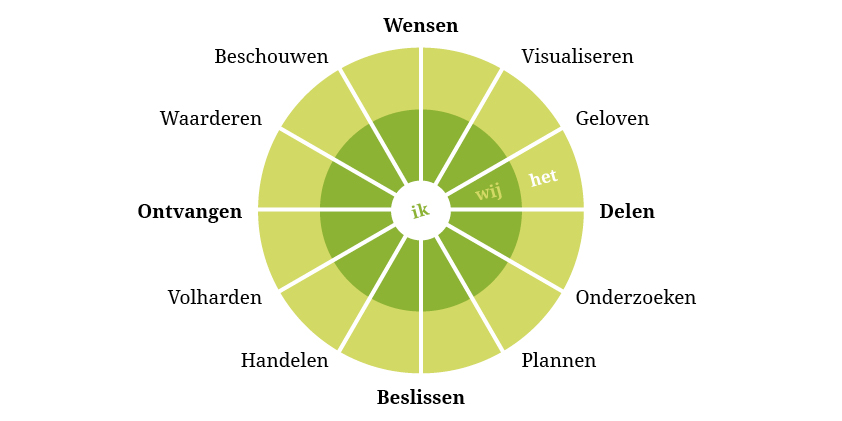 Wensen
Beschouwen
Visualiseren
Waarderen
Geloven
het
wij
ik
Ontvangen
Delen
Volharden
Onderzoeken
Handelen
Plannen
Beslissen